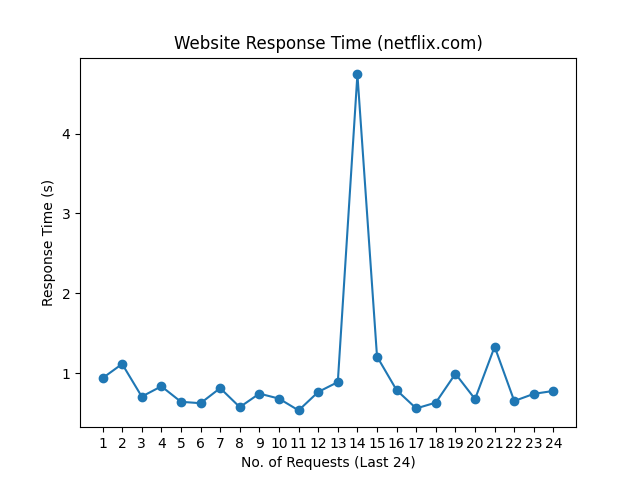 Website Response Time (netflix.com)
4
3
2
1
Response Time (s)
1 2 3 4 5 6 7 8 9 10 11 12 13 14 15 16 17 18 19 20 21 22 23 24
No. of Requests (Last 24)